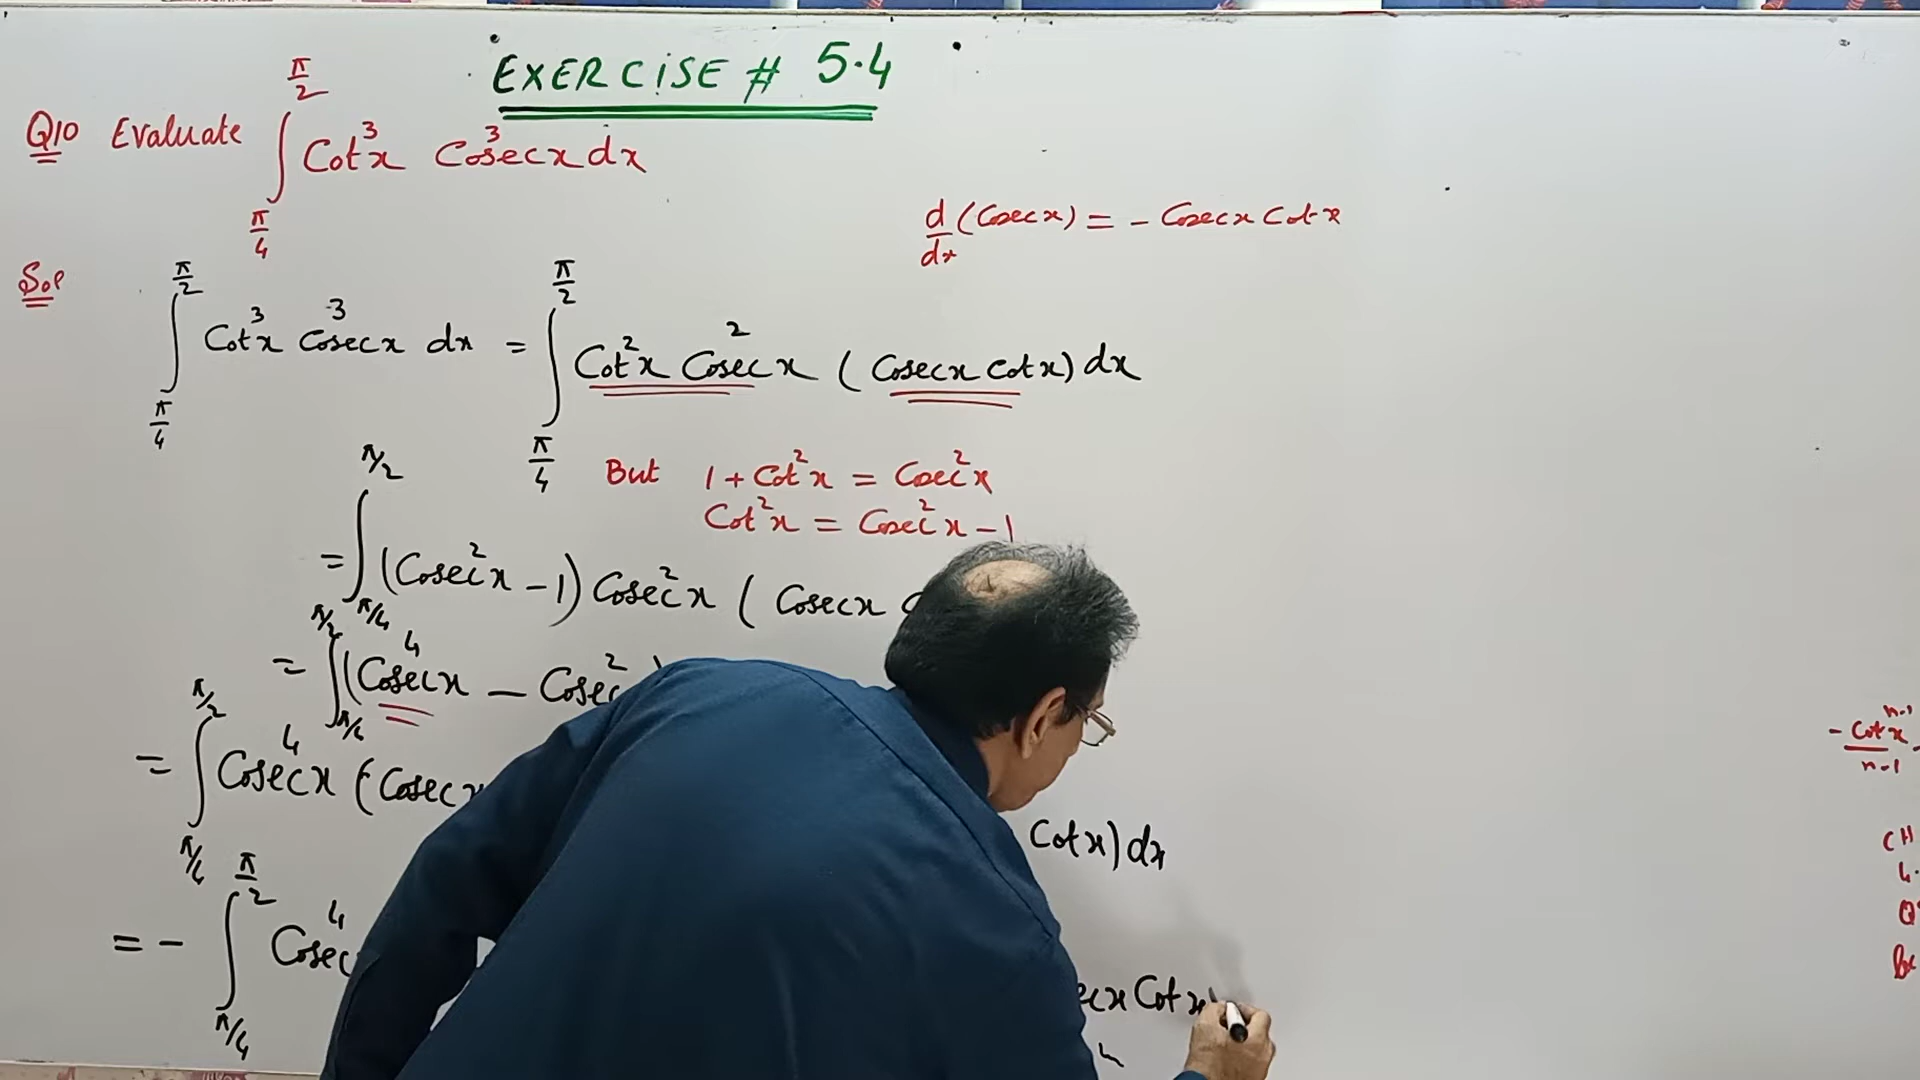 EXERCISE # 5.4
Q10 Evaluate ∫_{π/4}^{π/2} Cot³x Cosec³x dx
d/dx (Cosec x) = - Cosec x Cot x
Sol ∫_{π/4}^{π/2} Cot³x Cosec³x dx = ∫_{π/4}^{π/2} Cot²x Cosec²x (Cosec x Cot x) dx
But 1 + Cot²x = Cosec²x
Cot²x = Cosec²x - 1
= ∫_{π/4}^{π/2} (Cosec²x - 1) Cosec²x ( Cosec x
= ∫_{π/4}^{π/2} (Cosec⁴x - Cosec²
= ∫_{π/4}^{π/2} Cosec⁴x (Cosec x Cot x) dx
= - ∫_{π/4}^{π/2} Cosec⁴ Cot x
- Cot^{n-1}x / n-1